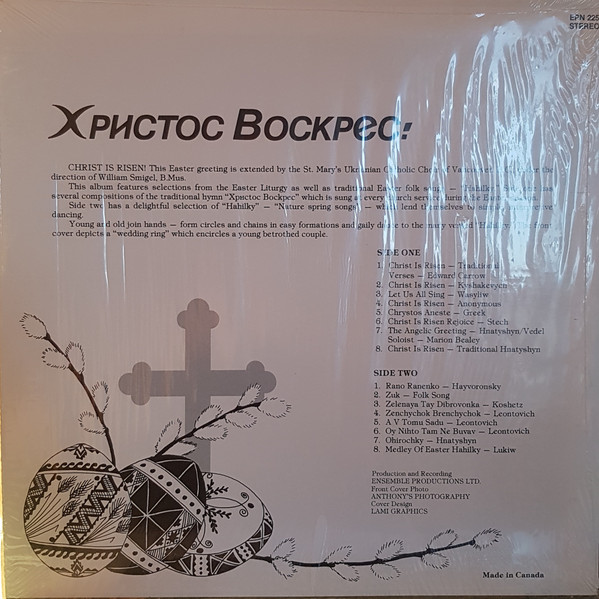 EPN 225
STEREO
Христос Воскрес!
CHRIST IS RISEN! This Easter greeting is extended by the St. Mary's Ukrainian Catholic Choir of Vancouver under the
direction of William Smigel, B.Mus.
This album features selections from the Easter Liturgy as well as traditional Easter folk songs — "Hahilky". Side one has
several compositions of the traditional hymn "Христос Воскрес" which is sung at every church service during the Easter
Side two has a delightful selection of "Hahilky" — "Nature spring songs" — which lend themselves to
dancing.
Young and old join hands — form circles and chains in easy formations and gaily dance to the many verses "Hahilky". The front
cover depicts a "wedding ring" which encircles a young betrothed couple.
SIDE ONE
1. Christ Is Risen — Traditional
Verses — Edward Carrow
2. Christ Is Risen — Kyshakevych
3. Let Us All Sing — Wasyliw
4. Christ Is Risen — Anonymous
5. Chrystos Aneste — Greek
6. Christ Is Risen Rejoice — Stech
7. The Angelic Greeting — Hnatyshyn/Vedel
Soloist — Marion Bealey
8. Christ Is Risen — Traditional Hnatyshyn
SIDE TWO
1. Rano Ranenko — Hayvoronsky
2. Zuk — Folk Song
3. Zelenaya Tay Dibrovonka — Koshetz
4. Zenchychok Brenchychok — Leontovich
5. A V Tomu Sadu — Leontovich
6. Oy Nihto Tam Ne Buvav — Leontovich
7. Ohirochky — Hnatyshyn
8. Medley Of Easter Hahilky — Lukiw
Production and Recording
ENSEMBLE PRODUCTIONS LTD.
Front Cover Photo
ANTHONY'S PHOTOGRAPHY
Cover Design
LAMI GRAPHICS
Made in Canada